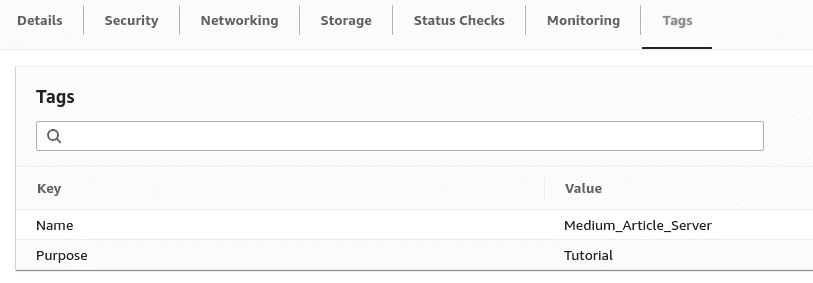 Details Security Networking Storage Status Checks Monitoring Tags
Tags
Key Value
Name Medium_Article_Server
Purpose Tutorial